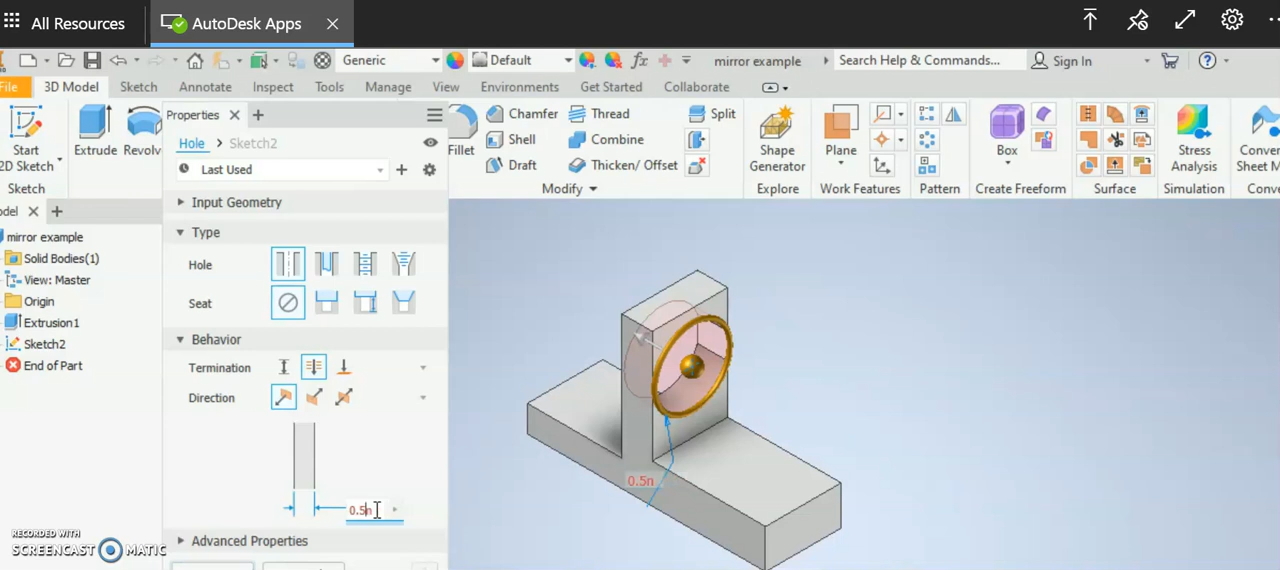 All Resources
AutoDesk Apps
Generic
Default
fx
mirror example
Search Help & Commands...
Sign In
File
3D Model
Sketch
Annotate
Inspect
Tools
Manage
View
Environments
Get Started
Collaborate
Start
2D Sketch
Sketch
Extrude
Revolv
Properties
Hole
Sketch2
Last Used
Fillet
Chamfer
Shell
Draft
Thread
Combine
Thicken/ Offset
Split
Modify
Shape
Generator
Explore
Plane
Work Features
Pattern
Box
Create Freeform
Surface
Stress
Analysis
Simulation
Conver
Sheet M
Conve
odel
mirror example
Solid Bodies(1)
View: Master
Origin
Extrusion1
Sketch2
End of Part
Input Geometry
Type
Hole
Seat
Behavior
Termination
Direction
0.5n
Advanced Properties
0.5n
RECORDED WITH
SCREENCAST MATIC